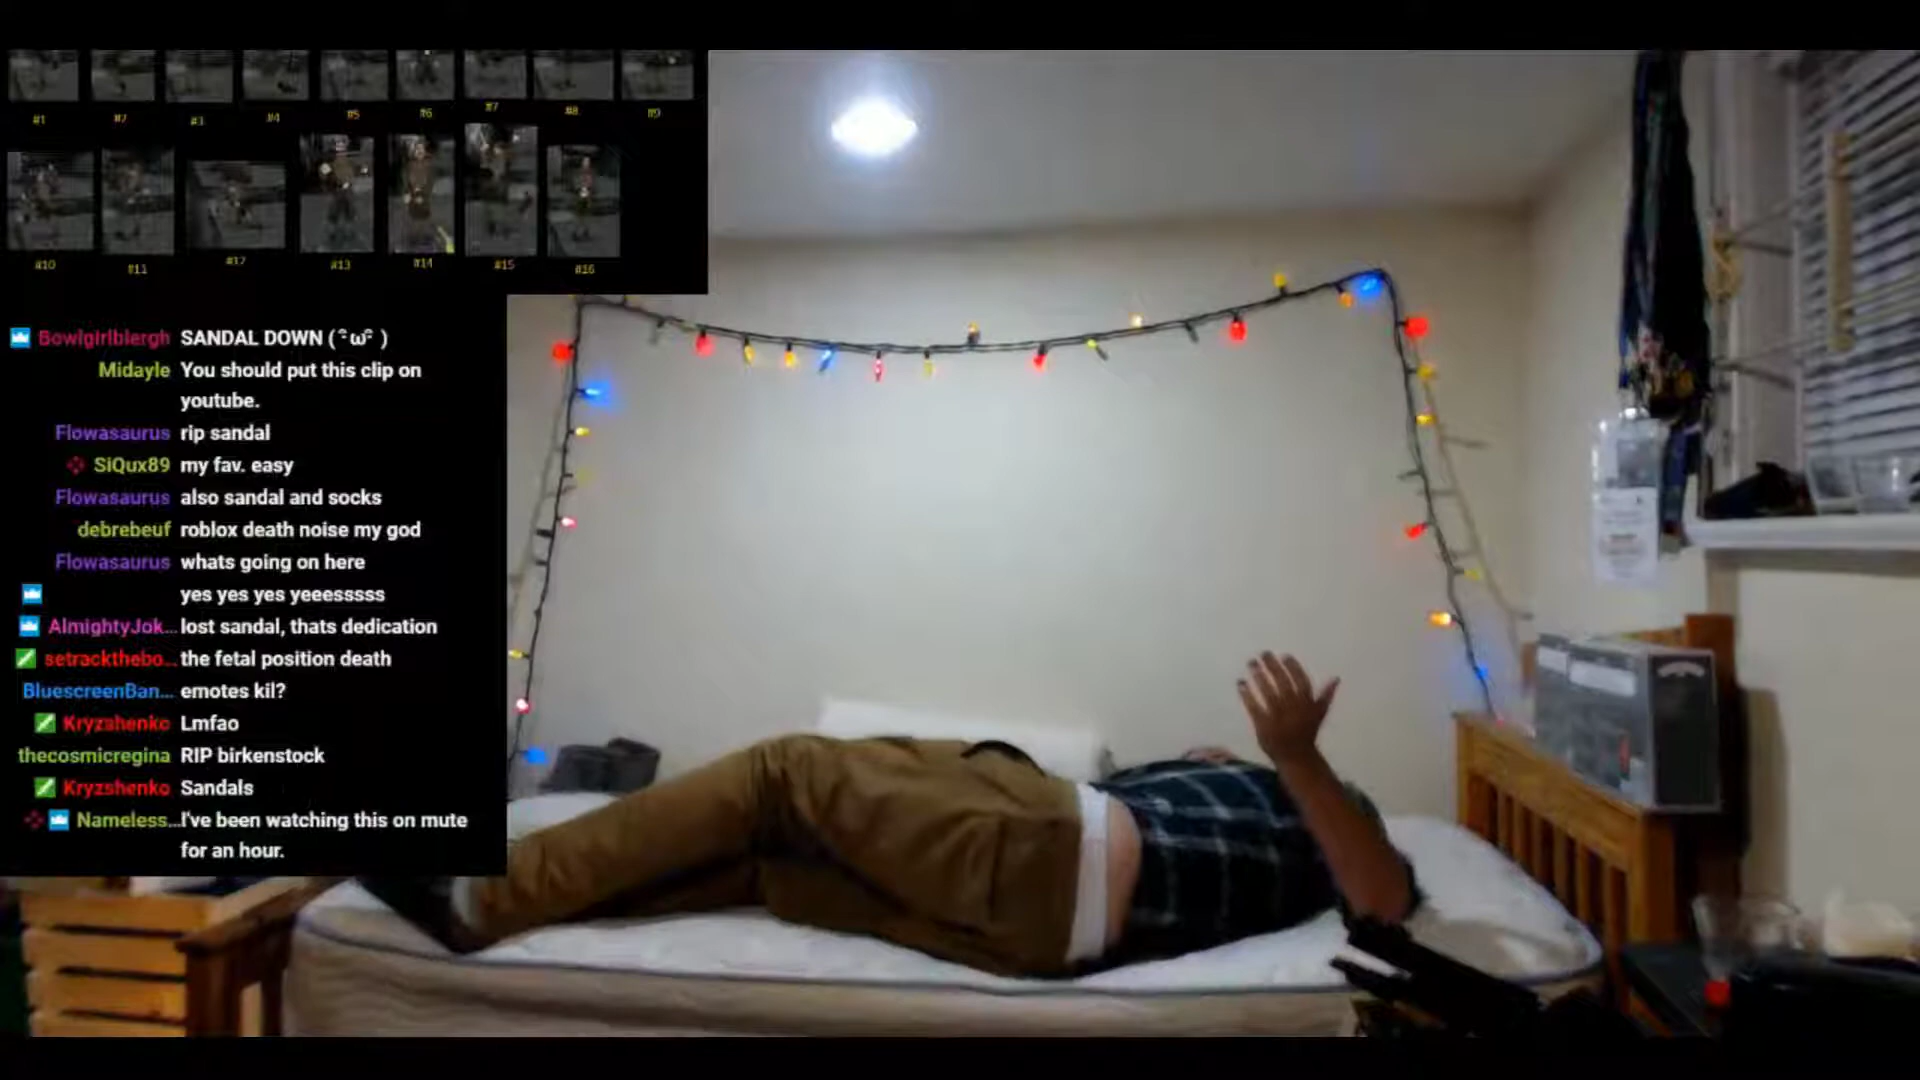 #1 #2 #3 #4 #5 #6 #7 #8 #9
#10 #11 #12 #13 #14 #15 #16
Bowlgirlblergh SANDAL DOWN ( ͡ᵔ ω ͡ᵔ )
Midayle You should put this clip on
youtube.
Flowasaurus rip sandal
SiQux89 my fav. easy
Flowasaurus also sandal and socks
debrebeuf roblox death noise my god
Flowasaurus whats going on here
yes yes yes yeeesssss
AlmightyJok... lost sandal, thats dedication
setrackthebo... the fetal position death
BluescreenBan... emotes kil?
Kryzshenko Lmfao
thecosmicregina RIP birkenstock
Kryzshenko Sandals
Nameless... I've been watching this on mute
for an hour.